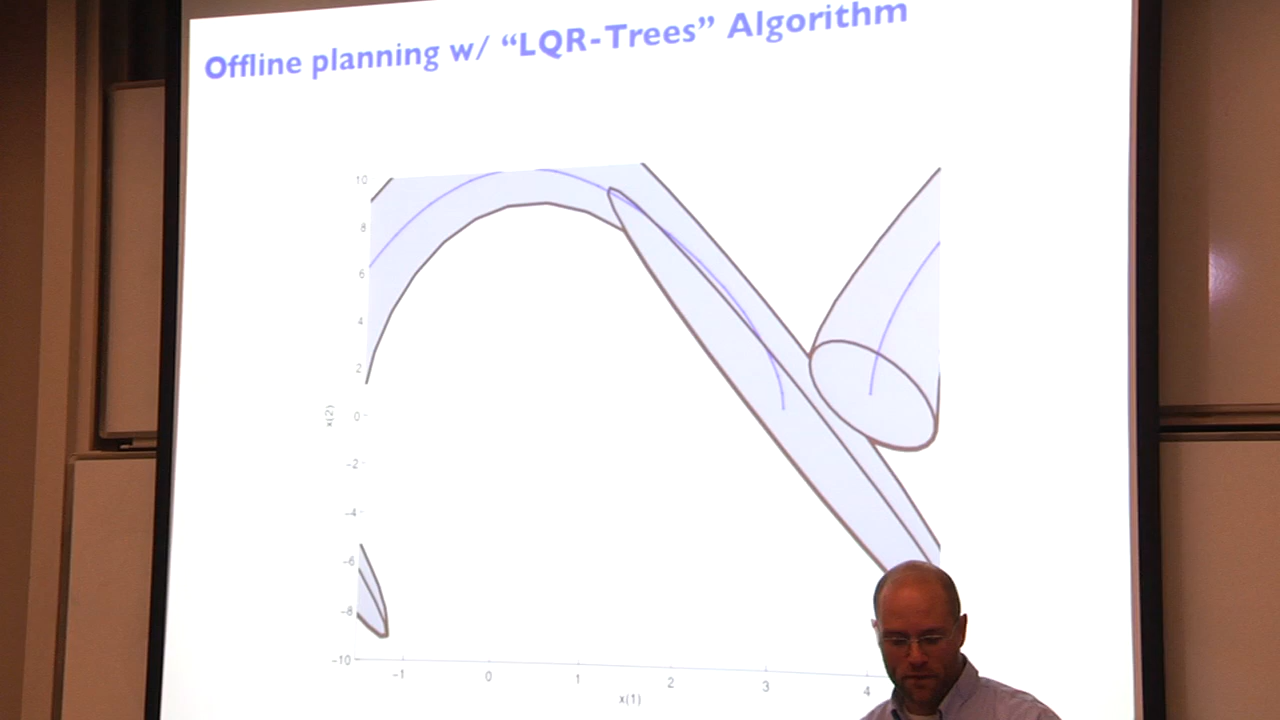 Offline planning w/ “LQR-Trees” Algorithm
10
8
6
4
2
0
-2
-4
-6
-8
-10
-1 0 1 2 3 4
x(2)
x(1)